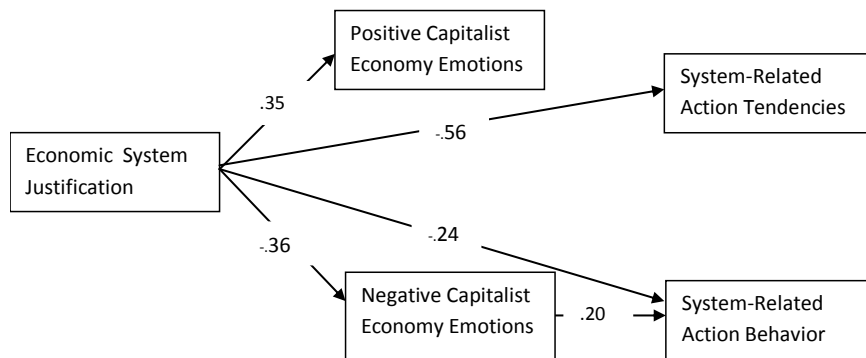 Positive Capitalist
Economy Emotions
System-Related
Action Tendencies
.35
-.56
Economic System
Justification
-.36
-.24
Negative Capitalist
Economy Emotions
.20
System-Related
Action Behavior